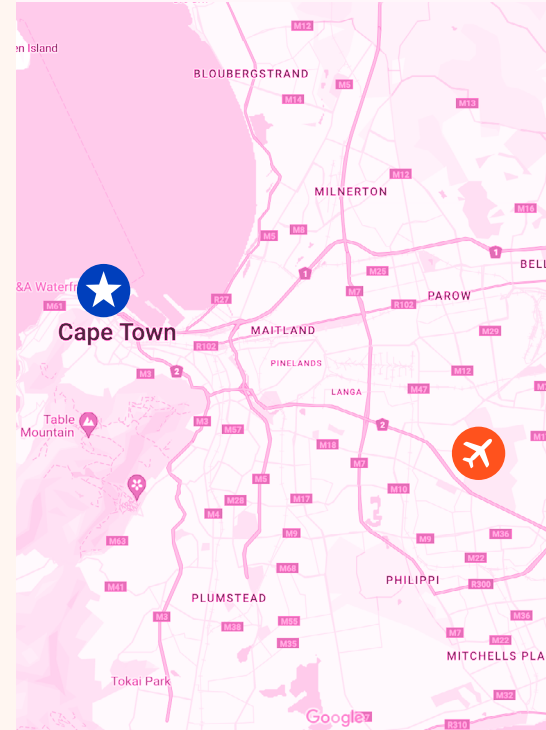 M12
en Island
BLOUBERGSTRAND
M5
M14
M13
M12
MILNERTON
M16
M8
M5
1
BELL
1
M25
&A Waterfr
M7
PAROW
R27
R102
M61
Cape Town
MAITLAND
M29
R102
PINELANDS
2
M3
M12
LANGA
M47
Table
Mountain
M3
2
M57
M18
M7
M5
M10
M28
M17
M4
M9
M36
M63
M9
M22
M68
PHILIPPI
R300
M41
PLUMSTEAD
M3
M36
M55
M38
M7
M22
M35
MITCHELLS PLA
Tokai Park
M32
Google
R310